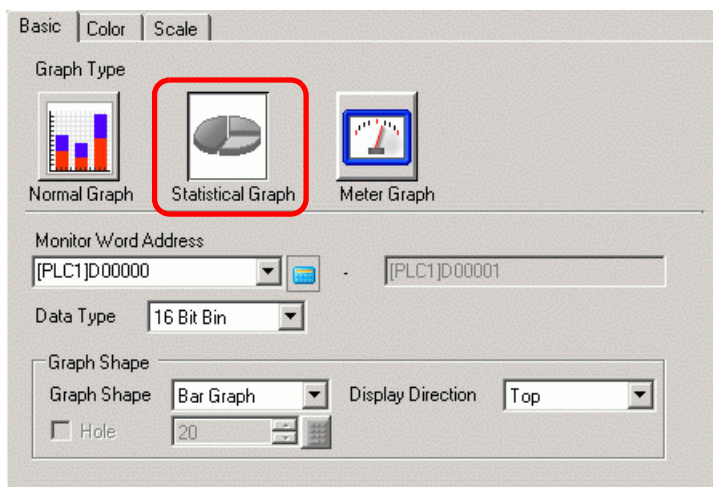 Basic Color Scale
Graph Type
Normal Graph Statistical Graph Meter Graph
Monitor Word Address
[PLC1]D00000 - [PLC1]D00001
Data Type 16 Bit Bin
Graph Shape
Graph Shape Bar Graph Display Direction Top
Hole 20